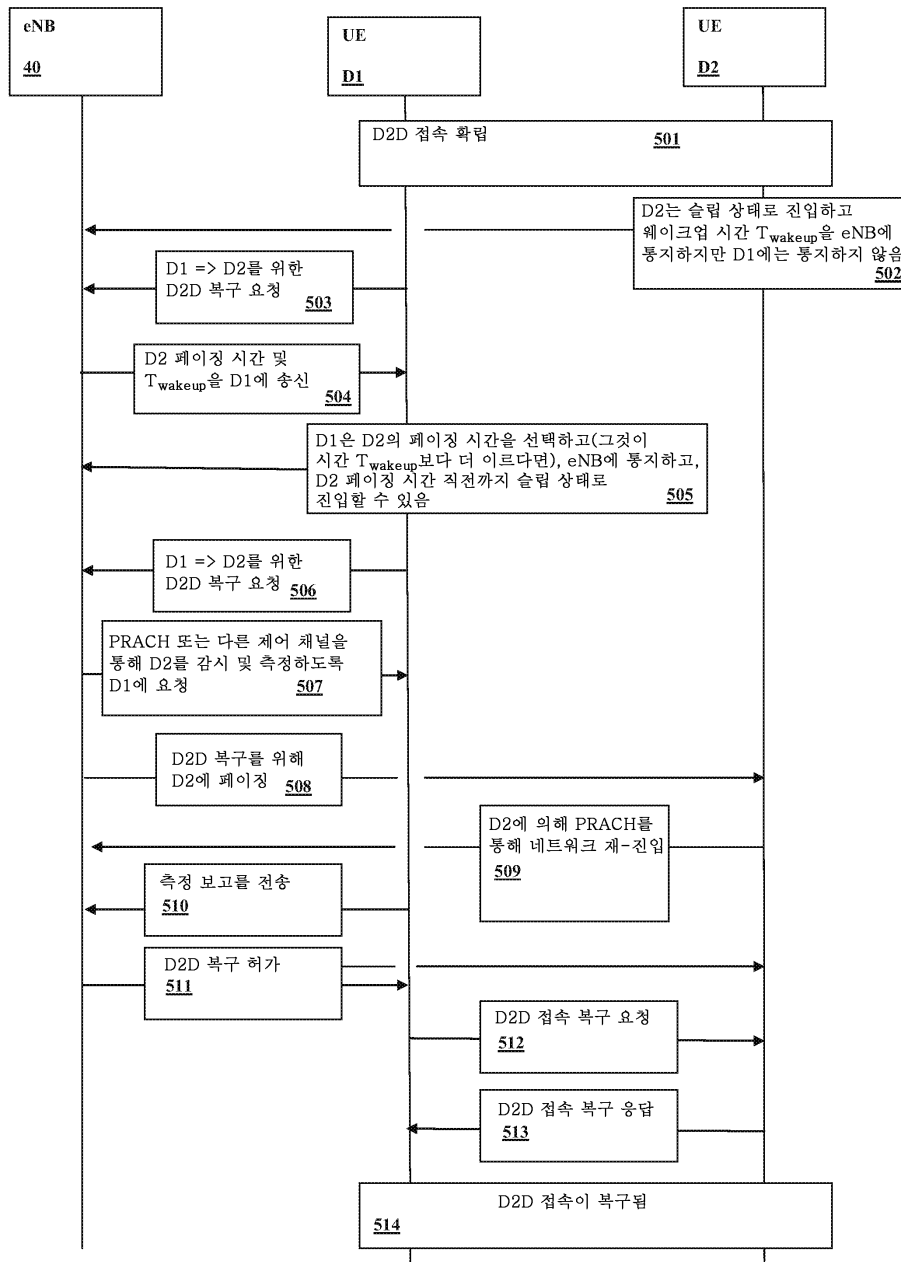 eNB
40
UE
D1
UE
D2
D2D 접속 확립
501
D2는 슬립 상태로 진입하고
웨이크업 시간 Twakeup을 eNB에
통지하지만 D1에는 통지하지 않음
502
D1 => D2를 위한
D2D 복구 요청
503
D2 페이징 시간 및
Twakeup을 D1에 송신
504
D1은 D2의 페이징 시간을 선택하고(그것이
시간 Twakeup보다 더 이르다면), eNB에 통지하고,
D2 페이징 시간 직전까지 슬립 상태로
진입할 수 있음
505
D1 => D2를 위한
D2D 복구 요청
506
PRACH 또는 다른 제어 채널을
통해 D2를 감시 및 측정하도록
D1에 요청
507
D2D 복구를 위해
D2에 페이징
508
D2에 의해 PRACH를
통해 네트워크 재-진입
509
측정 보고를 전송
510
D2D 복구 허가
511
D2D 접속 복구 요청
512
D2D 접속 복구 응답
513
D2D 접속이 복구됨
514